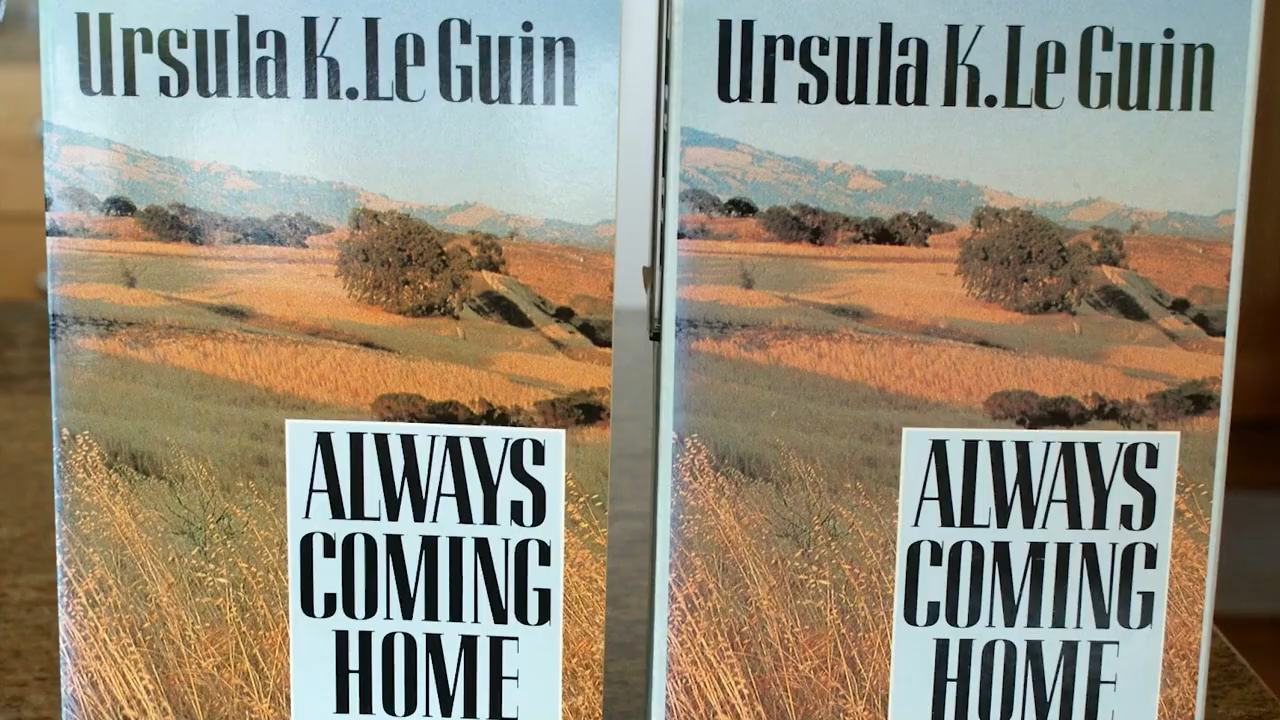 Ursula K. Le Guin
ALWAYS
COMING
HOME
Ursula K. Le Guin
ALWAYS
COMING
HOME